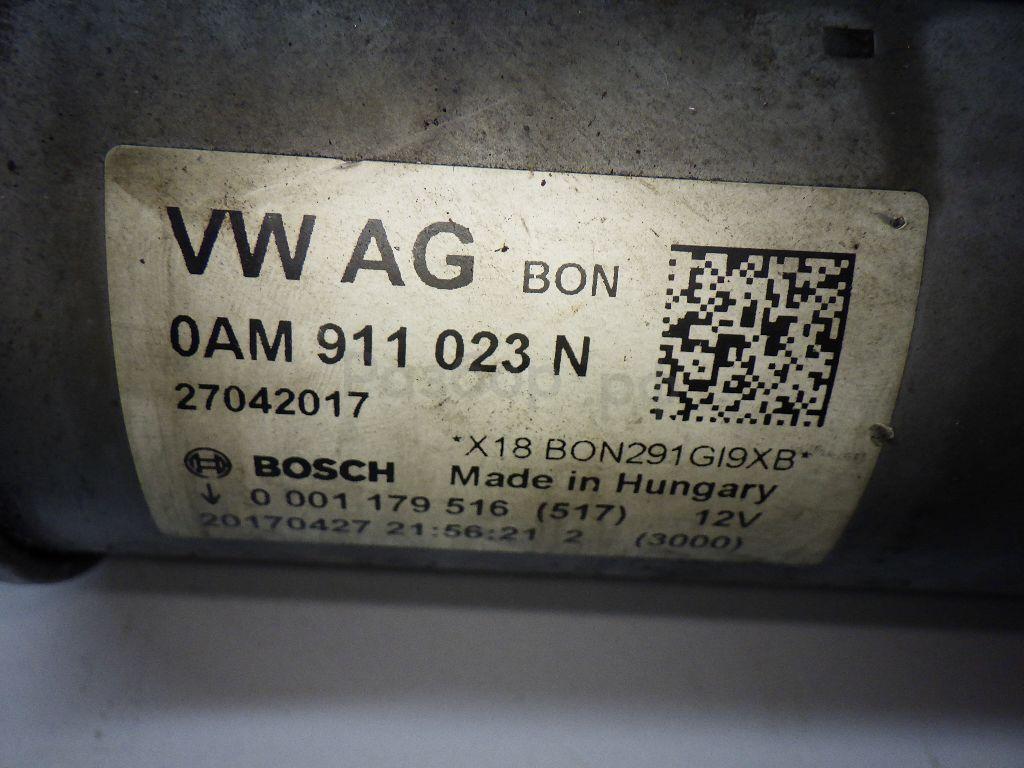 VW AG BON
0AM 911 023 N
27042017
*X18 BON291GI9XB*
BOSCH Made in Hungary
0 001 179 516 (517) 12V
20170427 21:56:21 2 (3000)